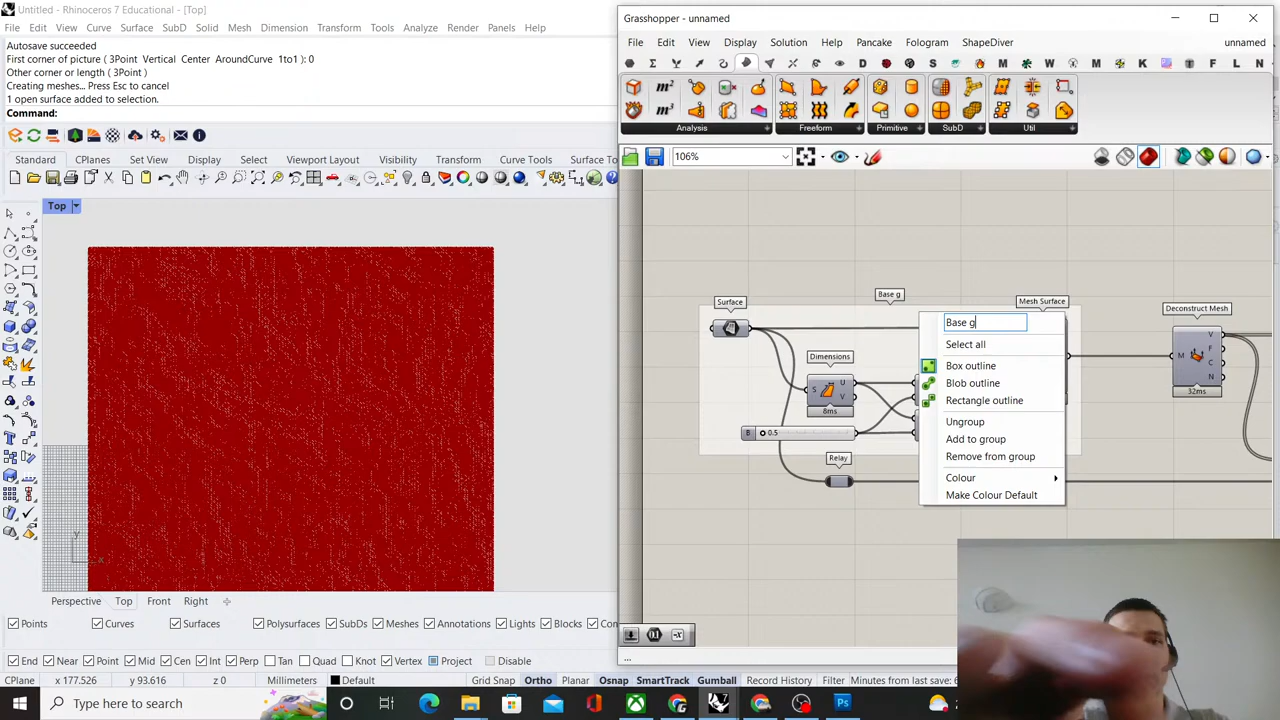 Untitled - Rhinoceros 7 Educational - [Top]
File Edit View Curve Surface SubD Solid Mesh Dimension Transform Tools Analyze Render Panels Help
Autosave succeeded
First corner of picture ( 3Point Vertical Center AroundCurve 1to1 ): 0
Other corner or length ( 3Point )
Creating meshes... Press Esc to cancel
1 open surface added to selection.
Command:
Standard CPlanes Set View Display Select Viewport Layout Visibility Transform Curve Tools Surface To
Top
Perspective Top Front Right
Points Curves Surfaces Polysurfaces SubDs Meshes Annotations Lights Blocks Con
End Near Point Mid Cen Int Perp Tan Quad Knot Vertex Project Disable
CPlane x 177.526 y 93.616 z 0 Millimeters Default Grid Snap Ortho Planar Osnap SmartTrack Gumball Record History Filter Minutes from last save: 6
Type here to search
Ps
Grasshopper - unnamed
File Edit View Display Solution Help Pancake Fologram ShapeDiver unnamed
Analysis Freeform Primitive SubD Util
106%
Surface
Base g
Mesh Surface
Deconstruct Mesh
Dimensions
S U V
8ms
B 0.5
Relay
M V F C N
32ms
Base g
Select all
Box outline
Blob outline
Rectangle outline
Ungroup
Add to group
Remove from group
Colour
Make Colour Default
...